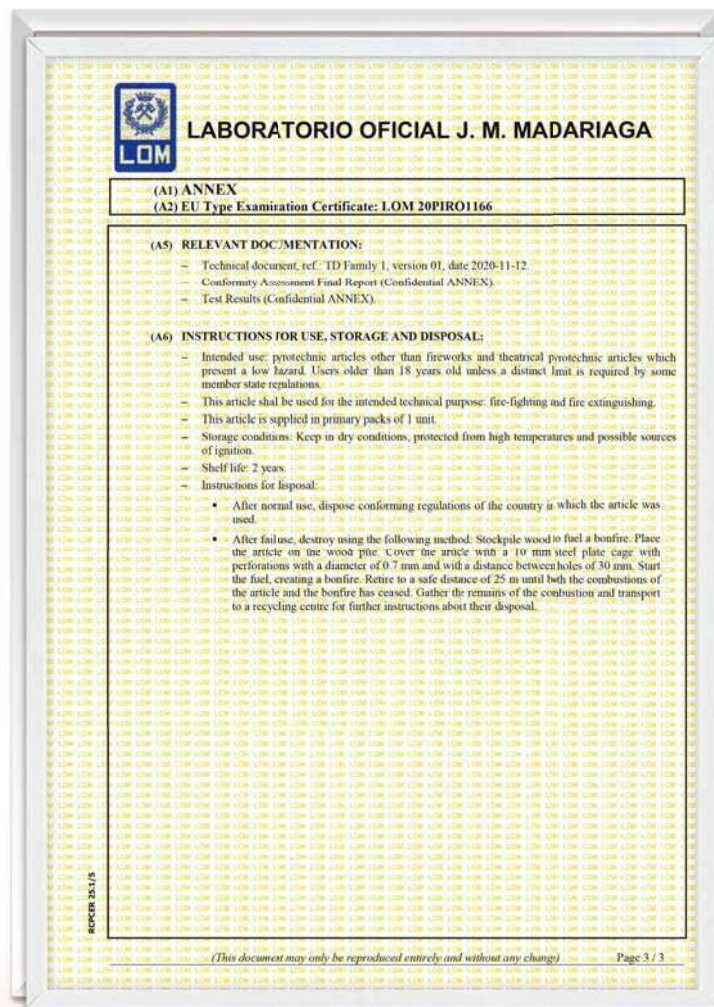 LOM
LABORATORIO OFICIAL J. M. MADARIAGA
(A1) ANNEX
(A2) EU Type Examination Certificate: LOM 20PIRO1166
(A5) RELEVANT DOCUMENTATION:
– Technical document, ref.: TD Family 1, version 01, date 2020-11-12.
– Conformity Assessment Final Report (Confidential ANNEX).
– Test Results (Confidential ANNEX).
(A6) INSTRUCTIONS FOR USE, STORAGE AND DISPOSAL:
– Intended use: pyrotechnic articles other than fireworks and theatrical pyrotechnic articles which
present a low hazard. Users older than 18 years old unless a distinct limit is required by some
member state regulations.
– This article shal be used for the intended technical purpose: fire-fighting and fire extinguishing.
– This article is supplied in primary packs of 1 unit.
– Storage conditions: Keep in dry conditions, protected from high temperatures and possible sources
of ignition.
– Shelf life: 2 years.
– Instructions for disposal:
▪ After normal use, dispose conforming regulations of the country in which the article was
used.
▪ After failuse, destroy using the following method: Stockpile wood to fuel a bonfire. Place
the article on the wood pile. Cover the article with a 10 mm steel plate cage with
perforations with a diameter of 0.7 mm and with a distance between holes of 30 mm. Start
the fuel, creating a bonfire. Retire to a safe distance of 25 m until both the combustions of
the article and the bonfire has ceased. Gather the remains of the combustion and transport
to a recycling centre for further instructions about their disposal.
RCPCER 25.1/5
(This document may only be reproduced entirely and without any change)
Page 3 / 3